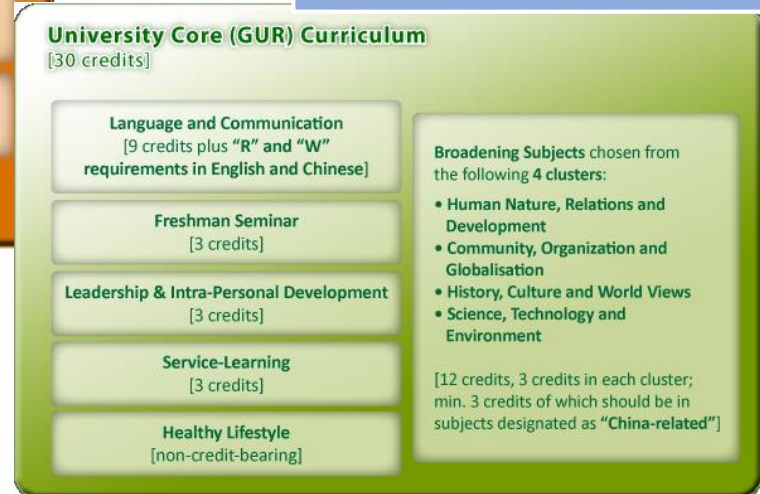 University Core (GUR) Curriculum
[30 credits]
Language and Communication
[9 credits plus “R” and “W”
requirements in English and Chinese]
Freshman Seminar
[3 credits]
Leadership & Intra-Personal Development
[3 credits]
Service-Learning
[3 credits]
Healthy Lifestyle
[non-credit-bearing]
Broadening Subjects chosen from
the following 4 clusters:
• Human Nature, Relations and
Development
• Community, Organization and
Globalisation
• History, Culture and World Views
• Science, Technology and
Environment
[12 credits, 3 credits in each cluster;
min. 3 credits of which should be in
subjects designated as “China-related”]